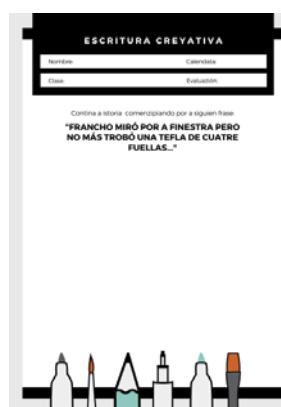 ESCRITURA CREYATIVA
Nombre: Calendata:
Clase: Evaluación:
Contina a istoria comenzipiando por a siguien frase:
"FRANCHO MIRÓ POR A FINESTRA PERO
NO MÁS TROBÓ UNA TEFLA DE CUATRE
FUELLAS..."